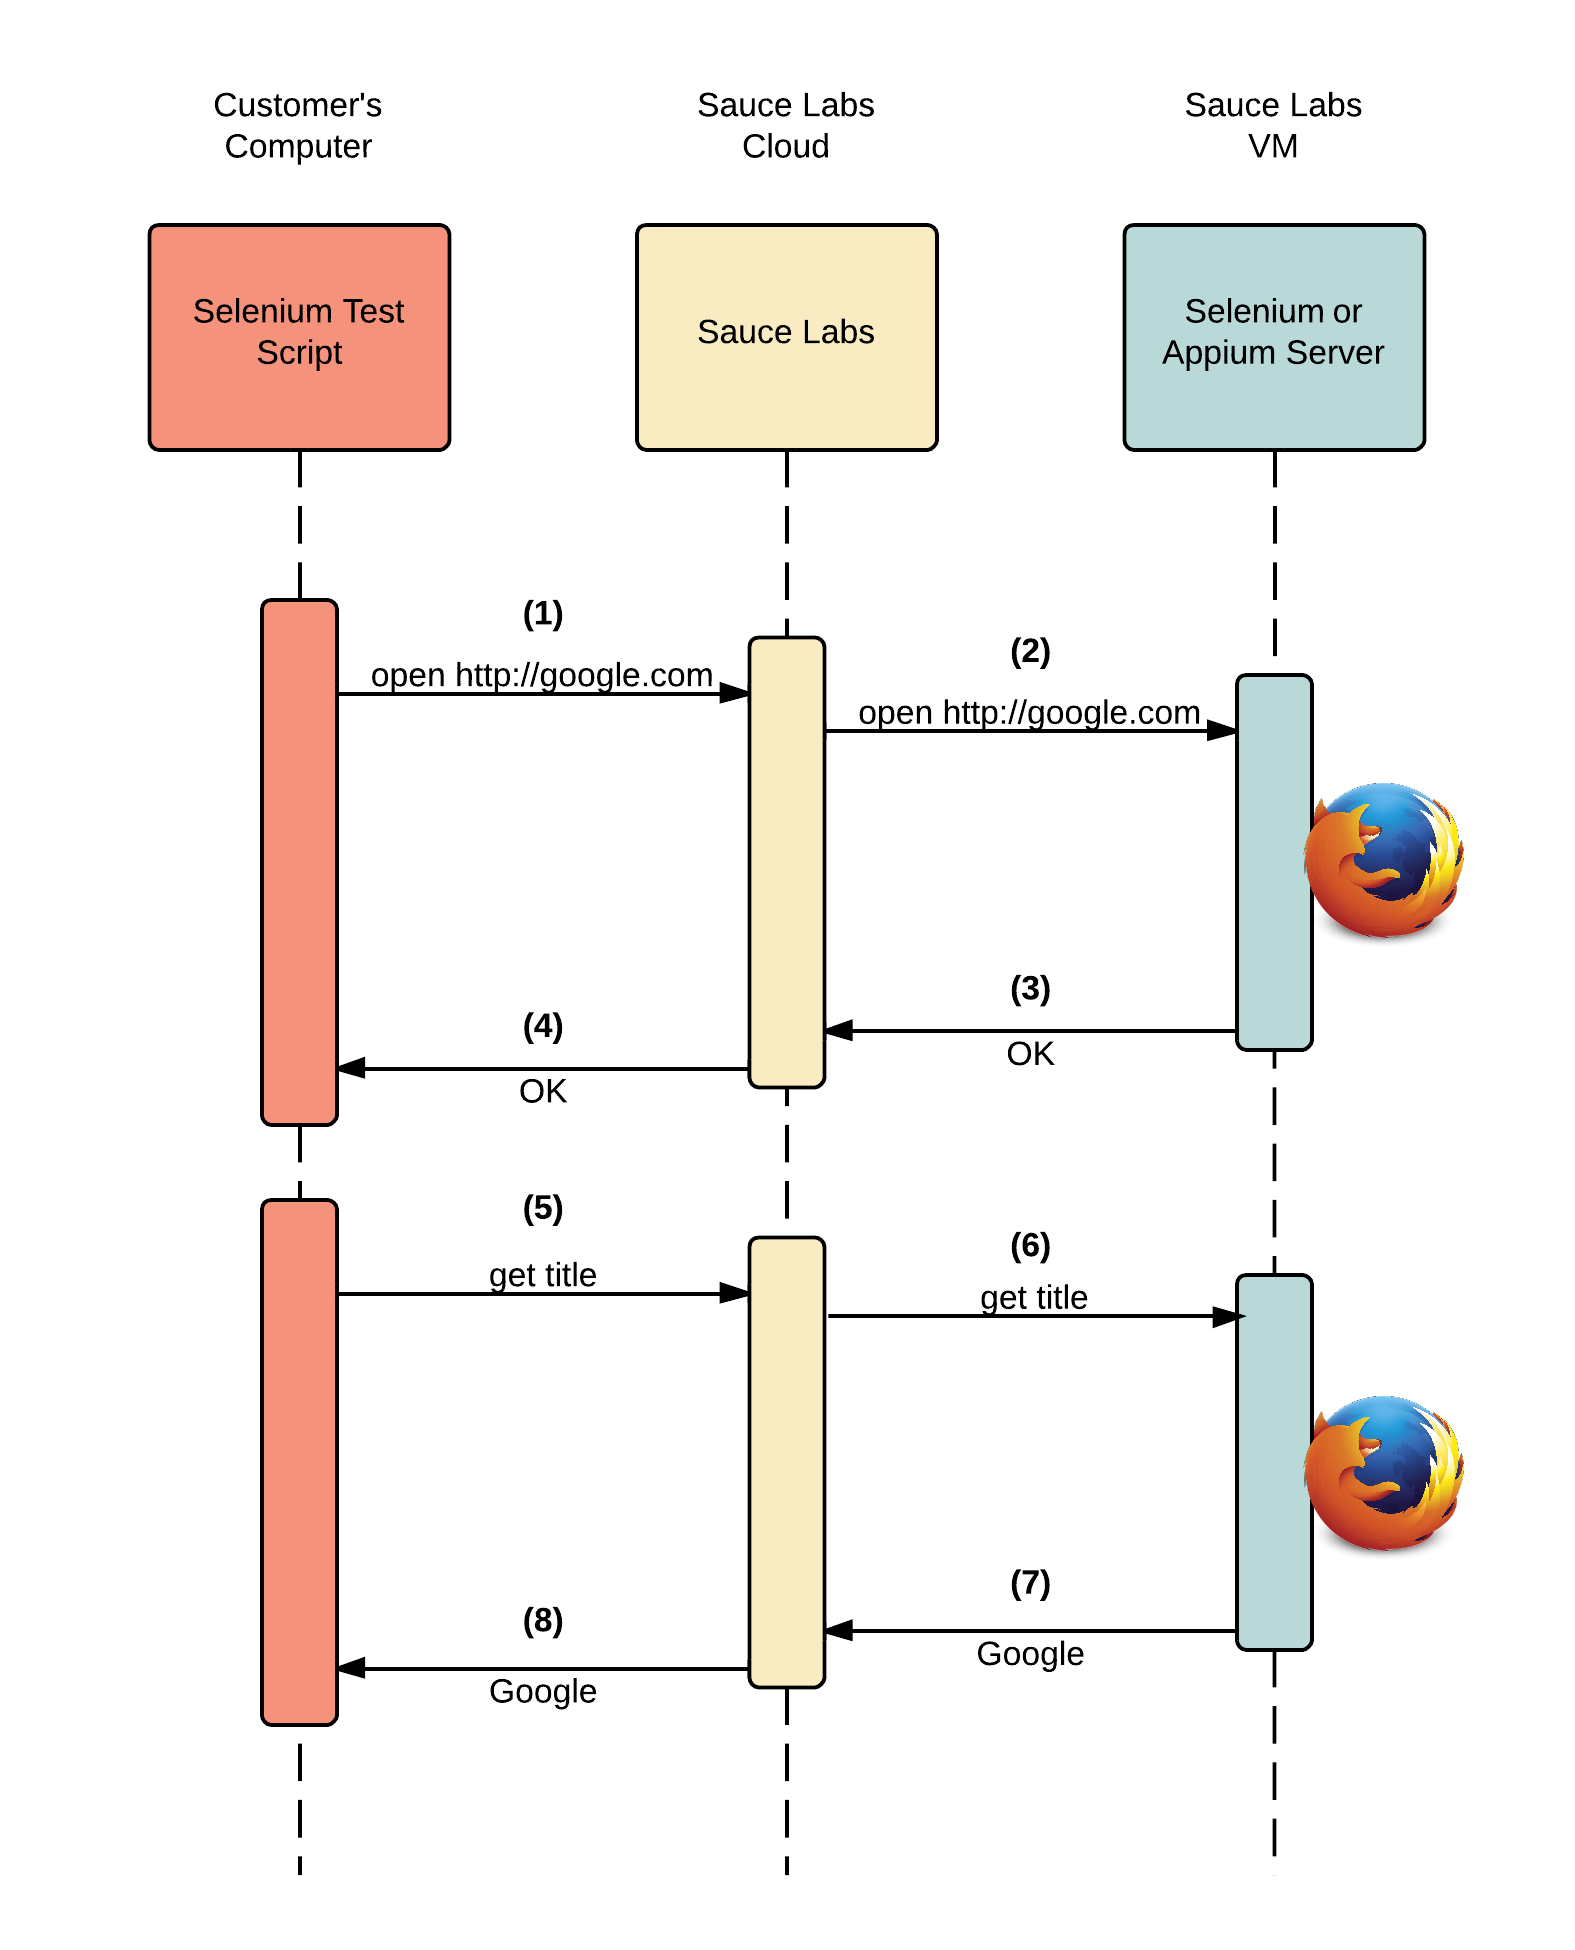 Customer's
Computer
Sauce Labs
Cloud
Sauce Labs
VM
Selenium Test
Script
Sauce Labs
Selenium or
Appium Server
(1)
open http://google.com
(2)
open http://google.com
(3)
OK
(4)
OK
(5)
get title
(6)
get title
(7)
Google
(8)
Google